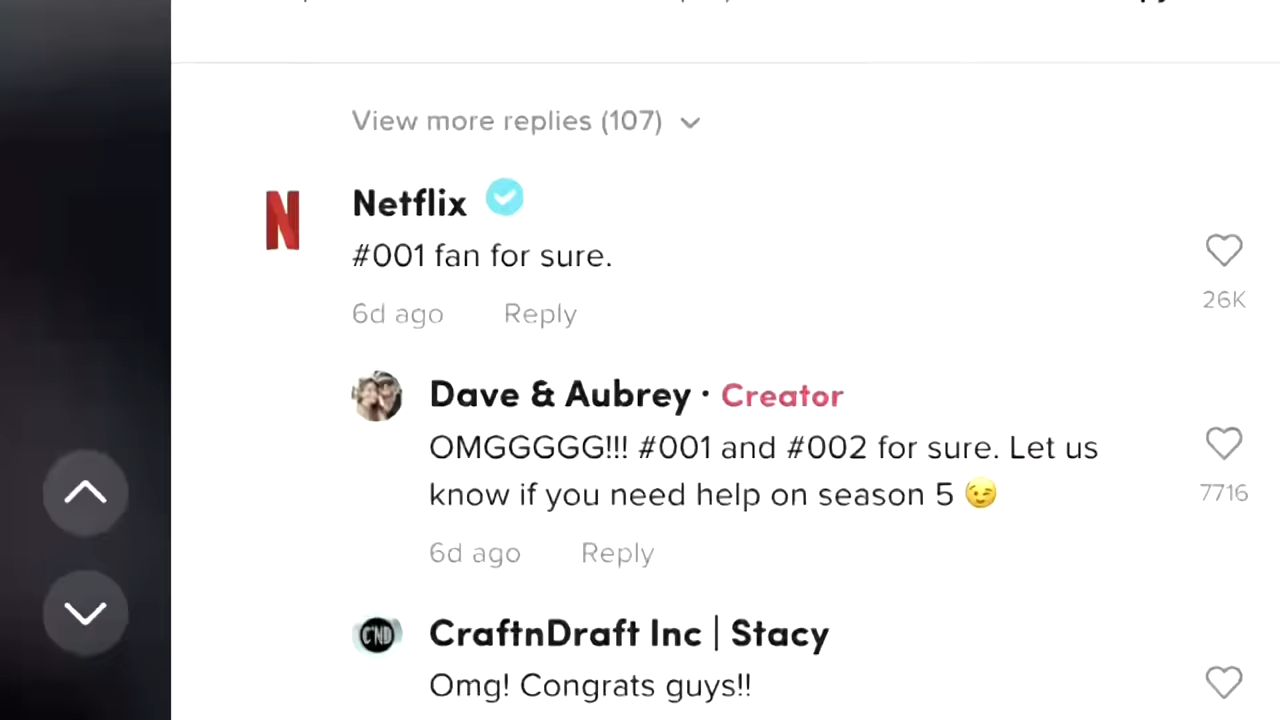 View more replies (107)
N
Netflix
#001 fan for sure.
26K
6d ago Reply
Dave & Aubrey · Creator
OMGGGGG!!! #001 and #002 for sure. Let us
know if you need help on season 5 😉
7716
6d ago Reply
C'ND
CraftnDraft Inc | Stacy
Omg! Congrats guys!!